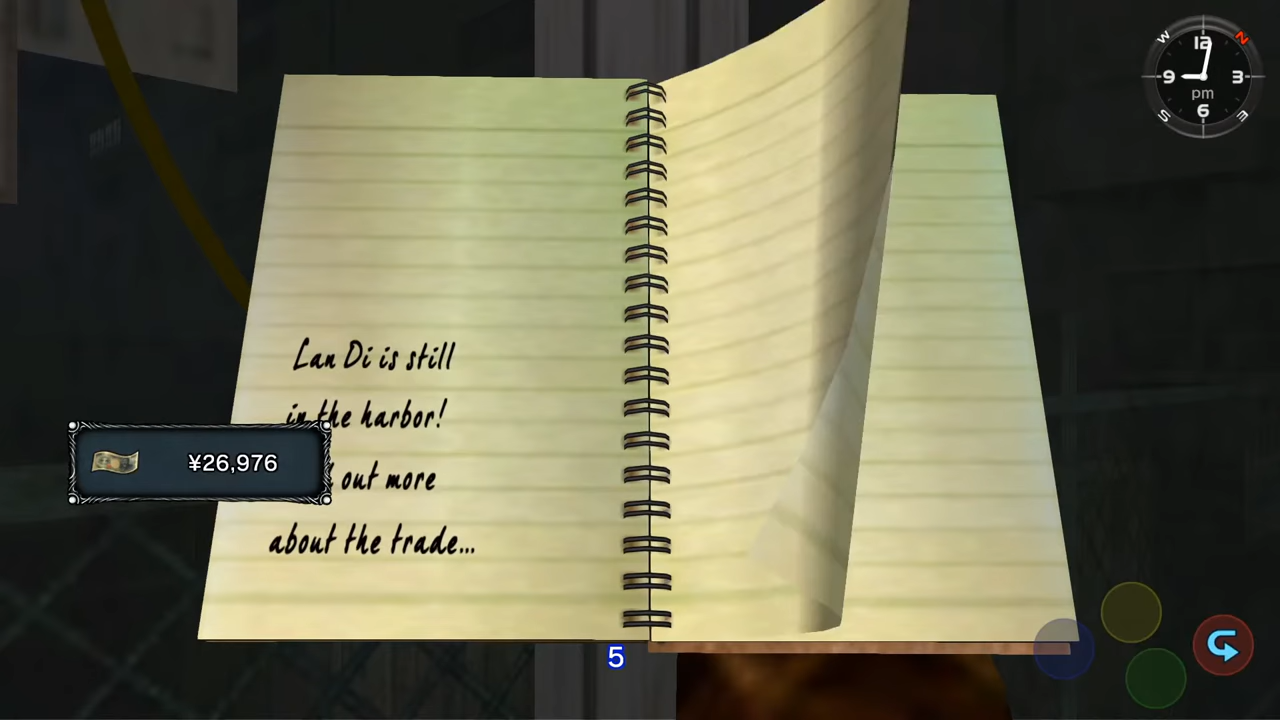 W N
12
9 3
pm
6
S E
Lan Di is still
in the harbor!
out more
about the trade...
¥26,976
5